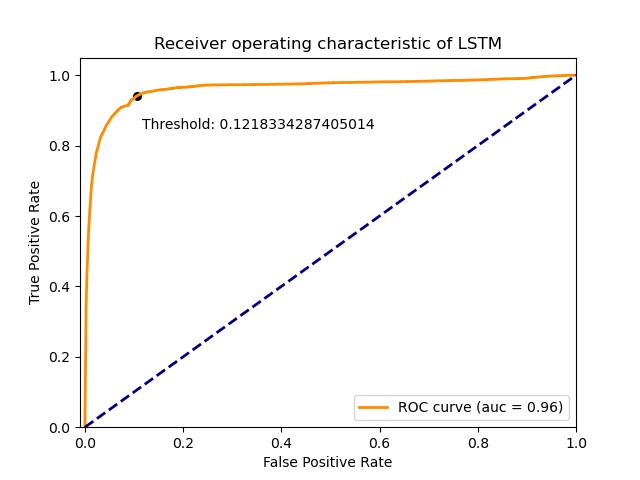 Receiver operating characteristic of LSTM
True Positive Rate
1.0
0.8
0.6
0.4
0.2
0.0
Threshold: 0.1218334287405014
ROC curve (auc = 0.96)
0.0 0.2 0.4 0.6 0.8 1.0
False Positive Rate